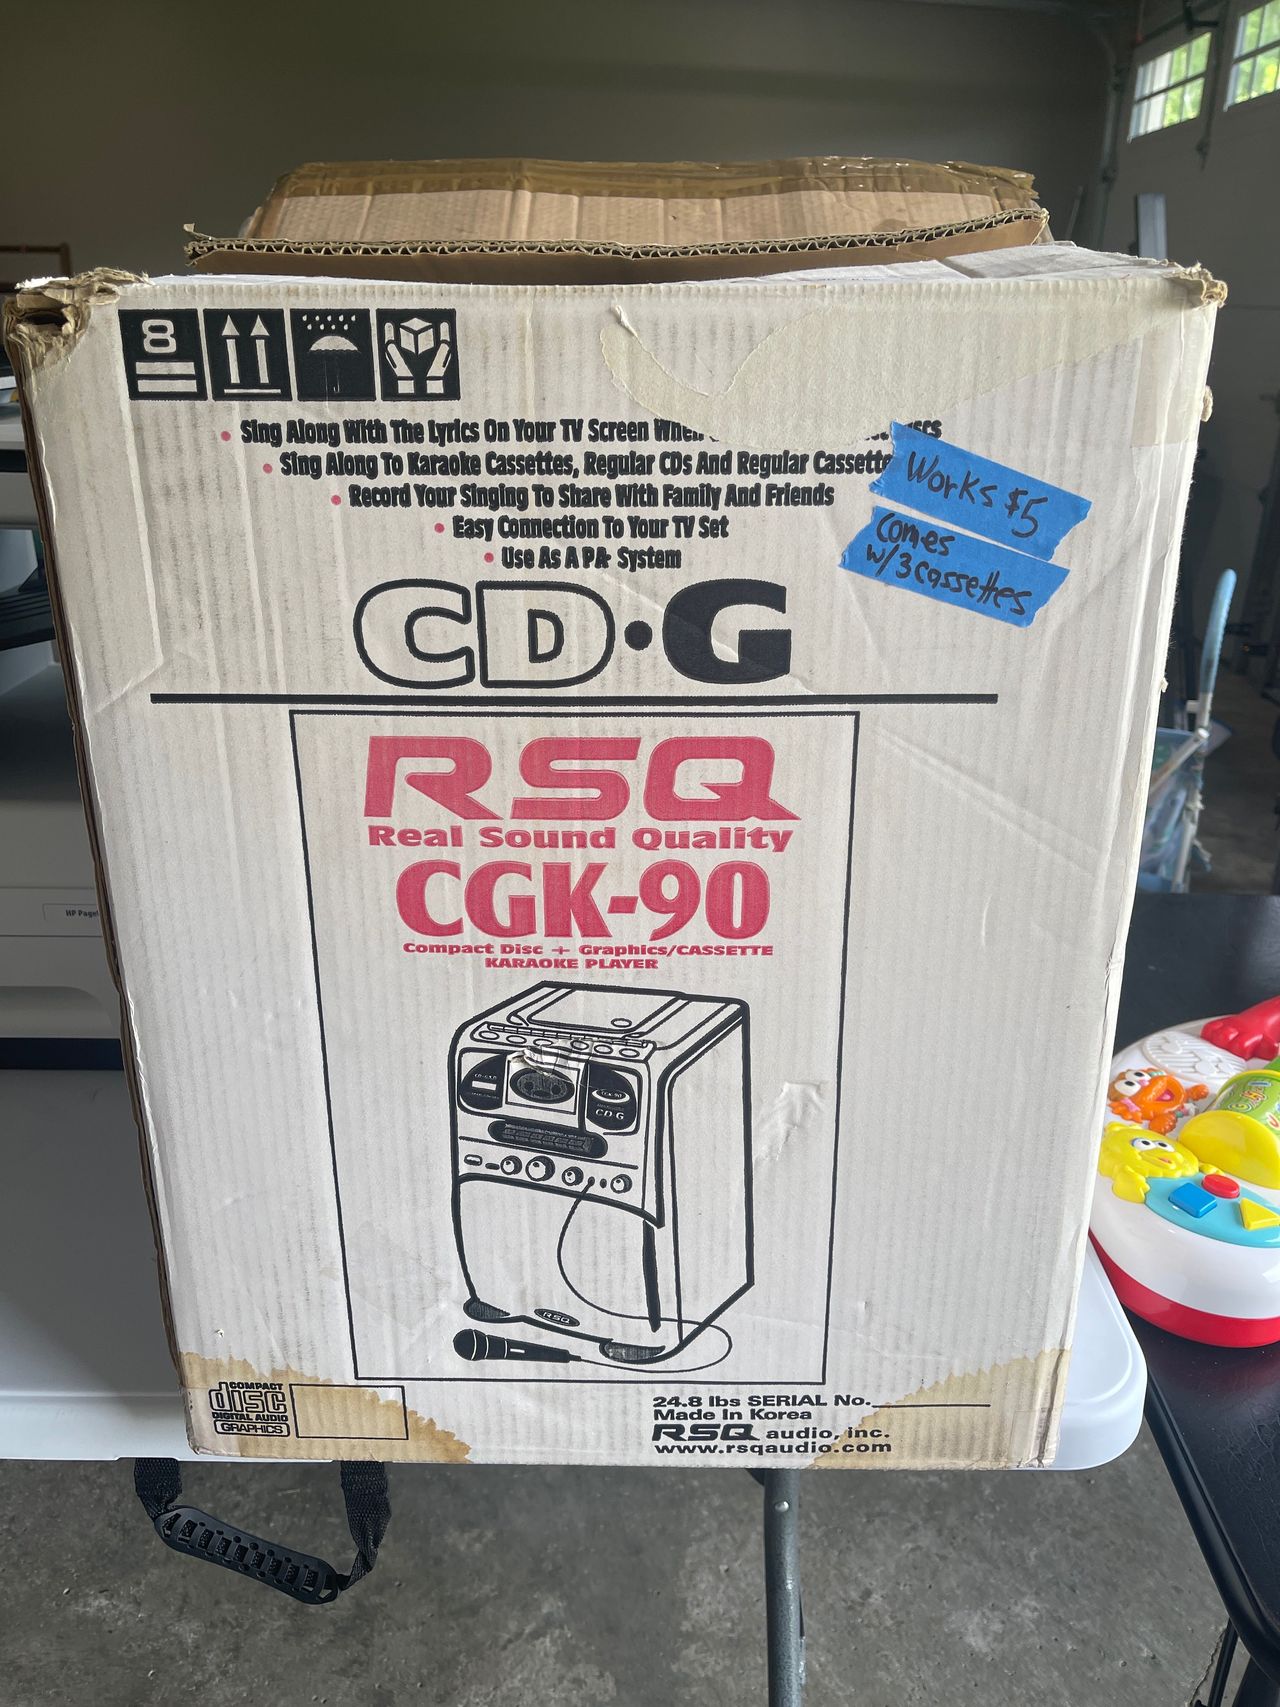 8
• Sing Along With The Lyrics On Your TV Screen When
• Sing Along To Karaoke Cassettes, Regular CDs And Regular Cassette
• Record Your Singing To Share With Family And Friends
• Easy Connection To Your TV Set
• Use As A PA System
Works $5
Comes
w/3 cassettes
CD•G
RSQ
Real Sound Quality
CGK-90
Compact Disc + Graphics/CASSETTE
KARAOKE PLAYER
CGK-90
CD•G
RSQ
COMPACT
disc
DIGITAL AUDIO
GRAPHICS
24.8 lbs SERIAL No.
Made In Korea
RSQ audio, inc.
www.rsqaudio.com
HP Page